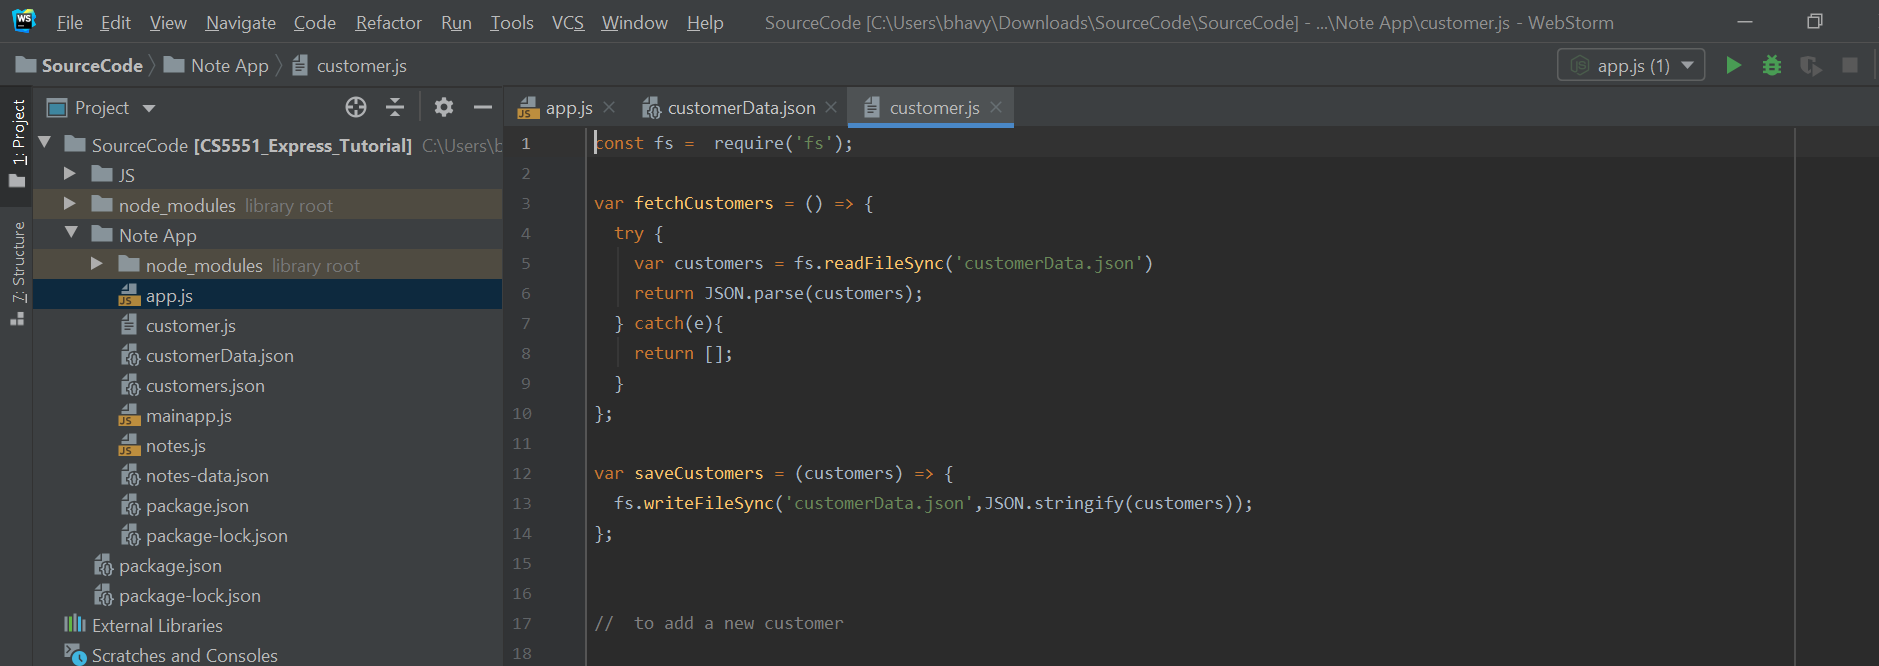 WS File Edit View Navigate Code Refactor Run Tools VCS Window Help SourceCode [C:\Users\bhavy\Downloads\SourceCode\SourceCode] - ...\Note App\customer.js - WebStorm
SourceCode Note App customer.js app.js (1)
1: Project
7: Structure
Project
SourceCode [CS5551_Express_Tutorial] C:\Users\b
JS
node_modules library root
Note App
node_modules library root
app.js
customer.js
customerData.json
customers.json
mainapp.js
notes.js
notes-data.json
package.json
package-lock.json
package.json
package-lock.json
External Libraries
Scratches and Consoles
app.js customerData.json customer.js
1 const fs =  require('fs');
2
3 var fetchCustomers = () => {
4   try {
5     var customers = fs.readFileSync('customerData.json')
6     return JSON.parse(customers);
7   } catch(e){
8     return [];
9   }
10 };
11
12 var saveCustomers = (customers) => {
13   fs.writeFileSync('customerData.json',JSON.stringify(customers));
14 };
15
16
17 //  to add a new customer
18